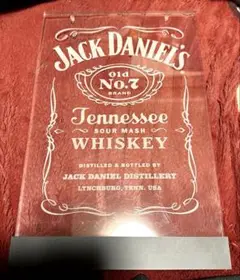 JACK DANIEL'S
Old
No.7
BRAND
Tennessee
SOUR MASH
WHISKEY
DISTILLED & BOTTLED BY
JACK DANIEL DISTILLERY
LYNCHBURG, TENN. USA